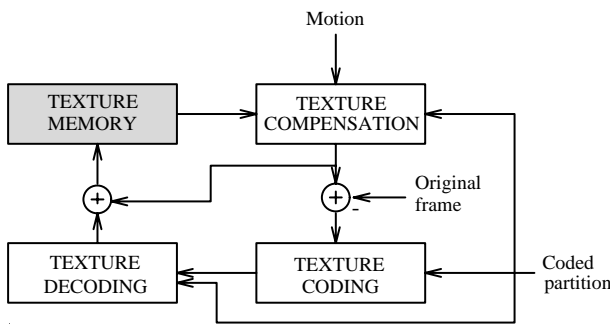 Motion
TEXTURE
MEMORY
TEXTURE
COMPENSATION
+
+
-
Original
frame
TEXTURE
DECODING
TEXTURE
CODING
Coded
partition